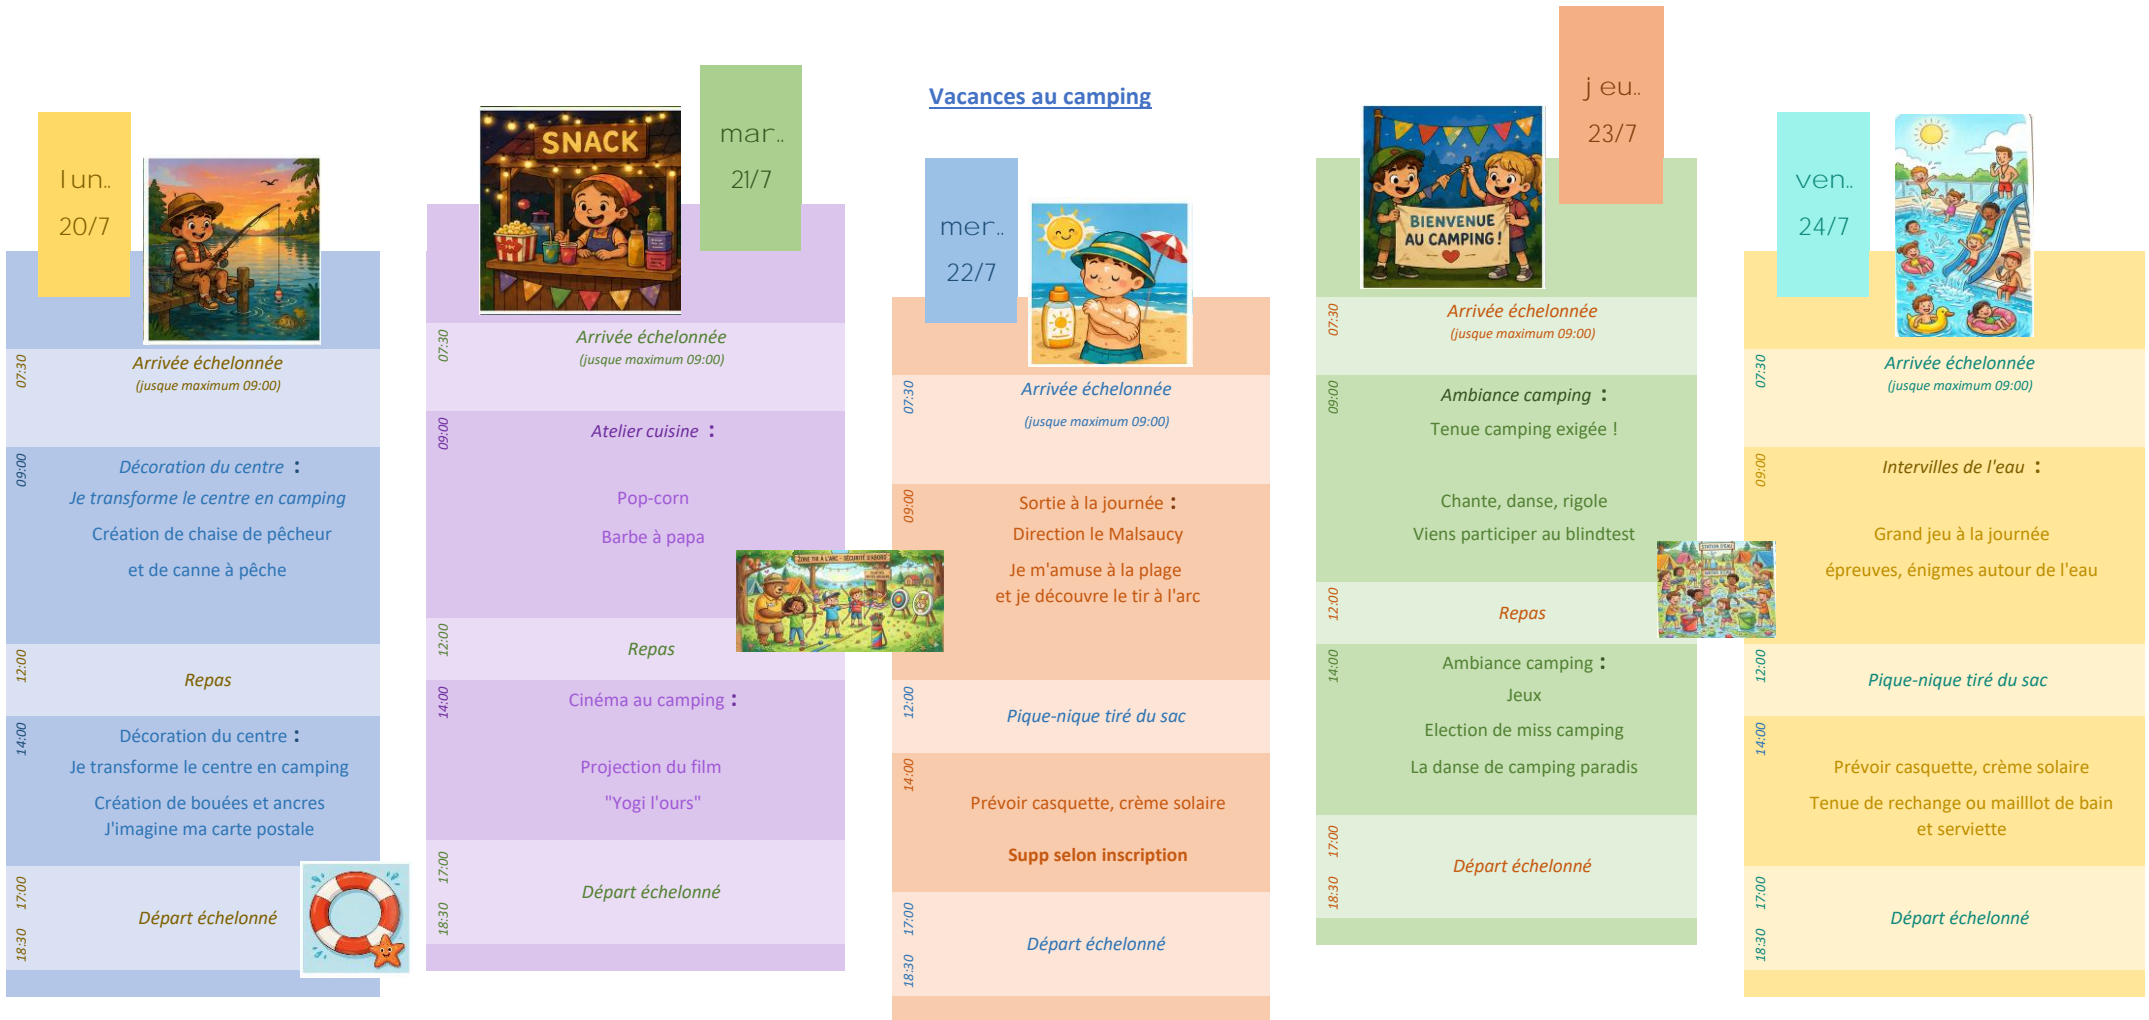 Vacances au camping
lun..
20/7
07:30
Arrivée échelonnée
(jusque maximum 09:00)
09:00
Décoration du centre :
Je transforme le centre en camping
Création de chaise de pêcheur
et de canne à pêche
12:00
Repas
14:00
Décoration du centre :
Je transforme le centre en camping
Création de bouées et ancres
J'imagine ma carte postale
17:00
Départ échelonné
18:30
mar..
21/7
SNACK
07:30
Arrivée échelonnée
(jusque maximum 09:00)
09:00
Atelier cuisine :
Pop-corn
Barbe à papa
12:00
Repas
14:00
Cinéma au camping :
Projection du film
"Yogi l'ours"
17:00
Départ échelonné
18:30
ZONE TIR À L'ARC - SÉCURITÉ D'ABORD
mer..
22/7
07:30
Arrivée échelonnée
(jusque maximum 09:00)
09:00
Sortie à la journée :
Direction le Malsaucy
Je m'amuse à la plage
et je découvre le tir à l'arc
12:00
Pique-nique tiré du sac
14:00
Prévoir casquette, crème solaire
Supp selon inscription
17:00
Départ échelonné
18:30
jeu..
23/7
BIENVENUE
AU CAMPING !
07:30
Arrivée échelonnée
(jusque maximum 09:00)
09:00
Ambiance camping :
Tenue camping exigée !
Chante, danse, rigole
Viens participer au blindtest
12:00
Repas
14:00
Ambiance camping :
Jeux
Election de miss camping
La danse de camping paradis
17:00
Départ échelonné
18:30
STATION D'EAU
ven..
24/7
07:30
Arrivée échelonnée
(jusque maximum 09:00)
09:00
Intervilles de l'eau :
Grand jeu à la journée
épreuves, énigmes autour de l'eau
12:00
Pique-nique tiré du sac
14:00
Prévoir casquette, crème solaire
Tenue de rechange ou mailllot de bain
et serviette
17:00
Départ échelonné
18:30